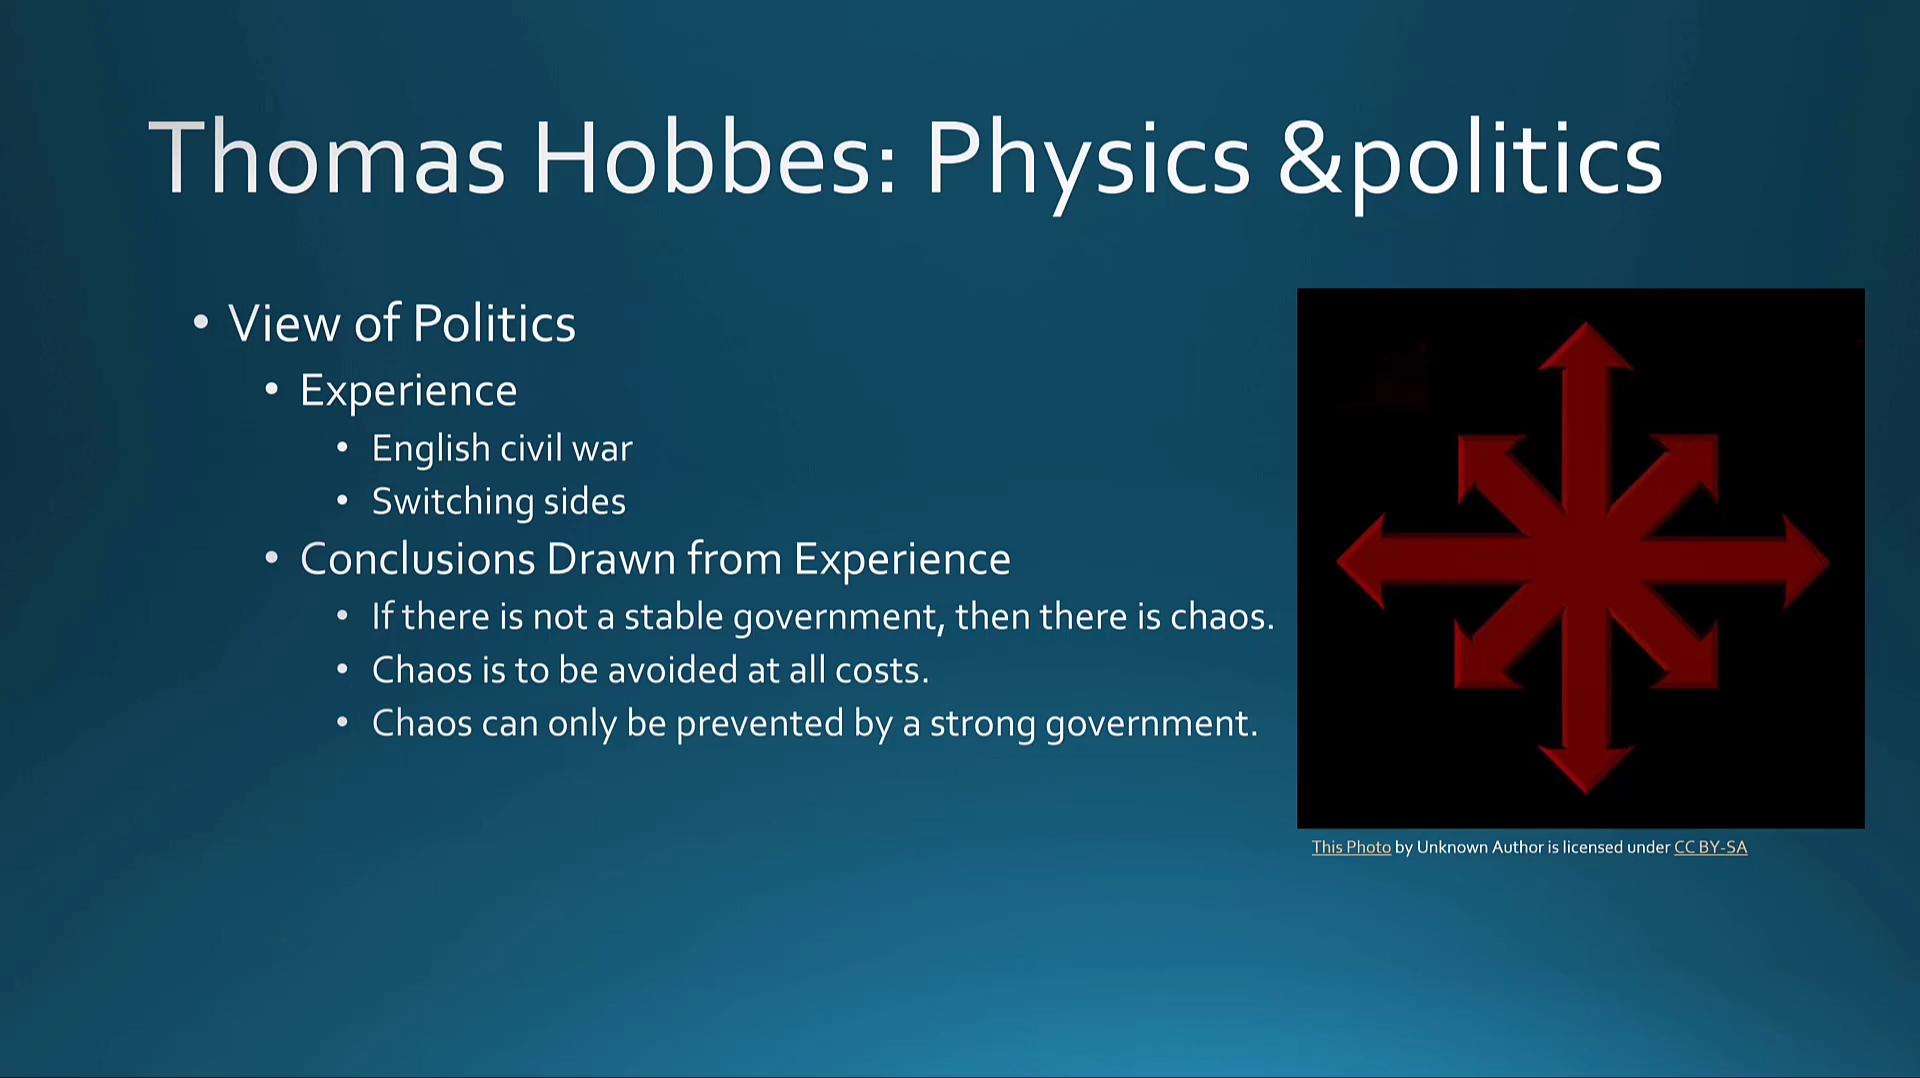 Thomas Hobbes: Physics &politics
• View of Politics
• Experience
• English civil war
• Switching sides
• Conclusions Drawn from Experience
• If there is not a stable government, then there is chaos.
• Chaos is to be avoided at all costs.
• Chaos can only be prevented by a strong government.
This Photo by Unknown Author is licensed under CC BY-SA